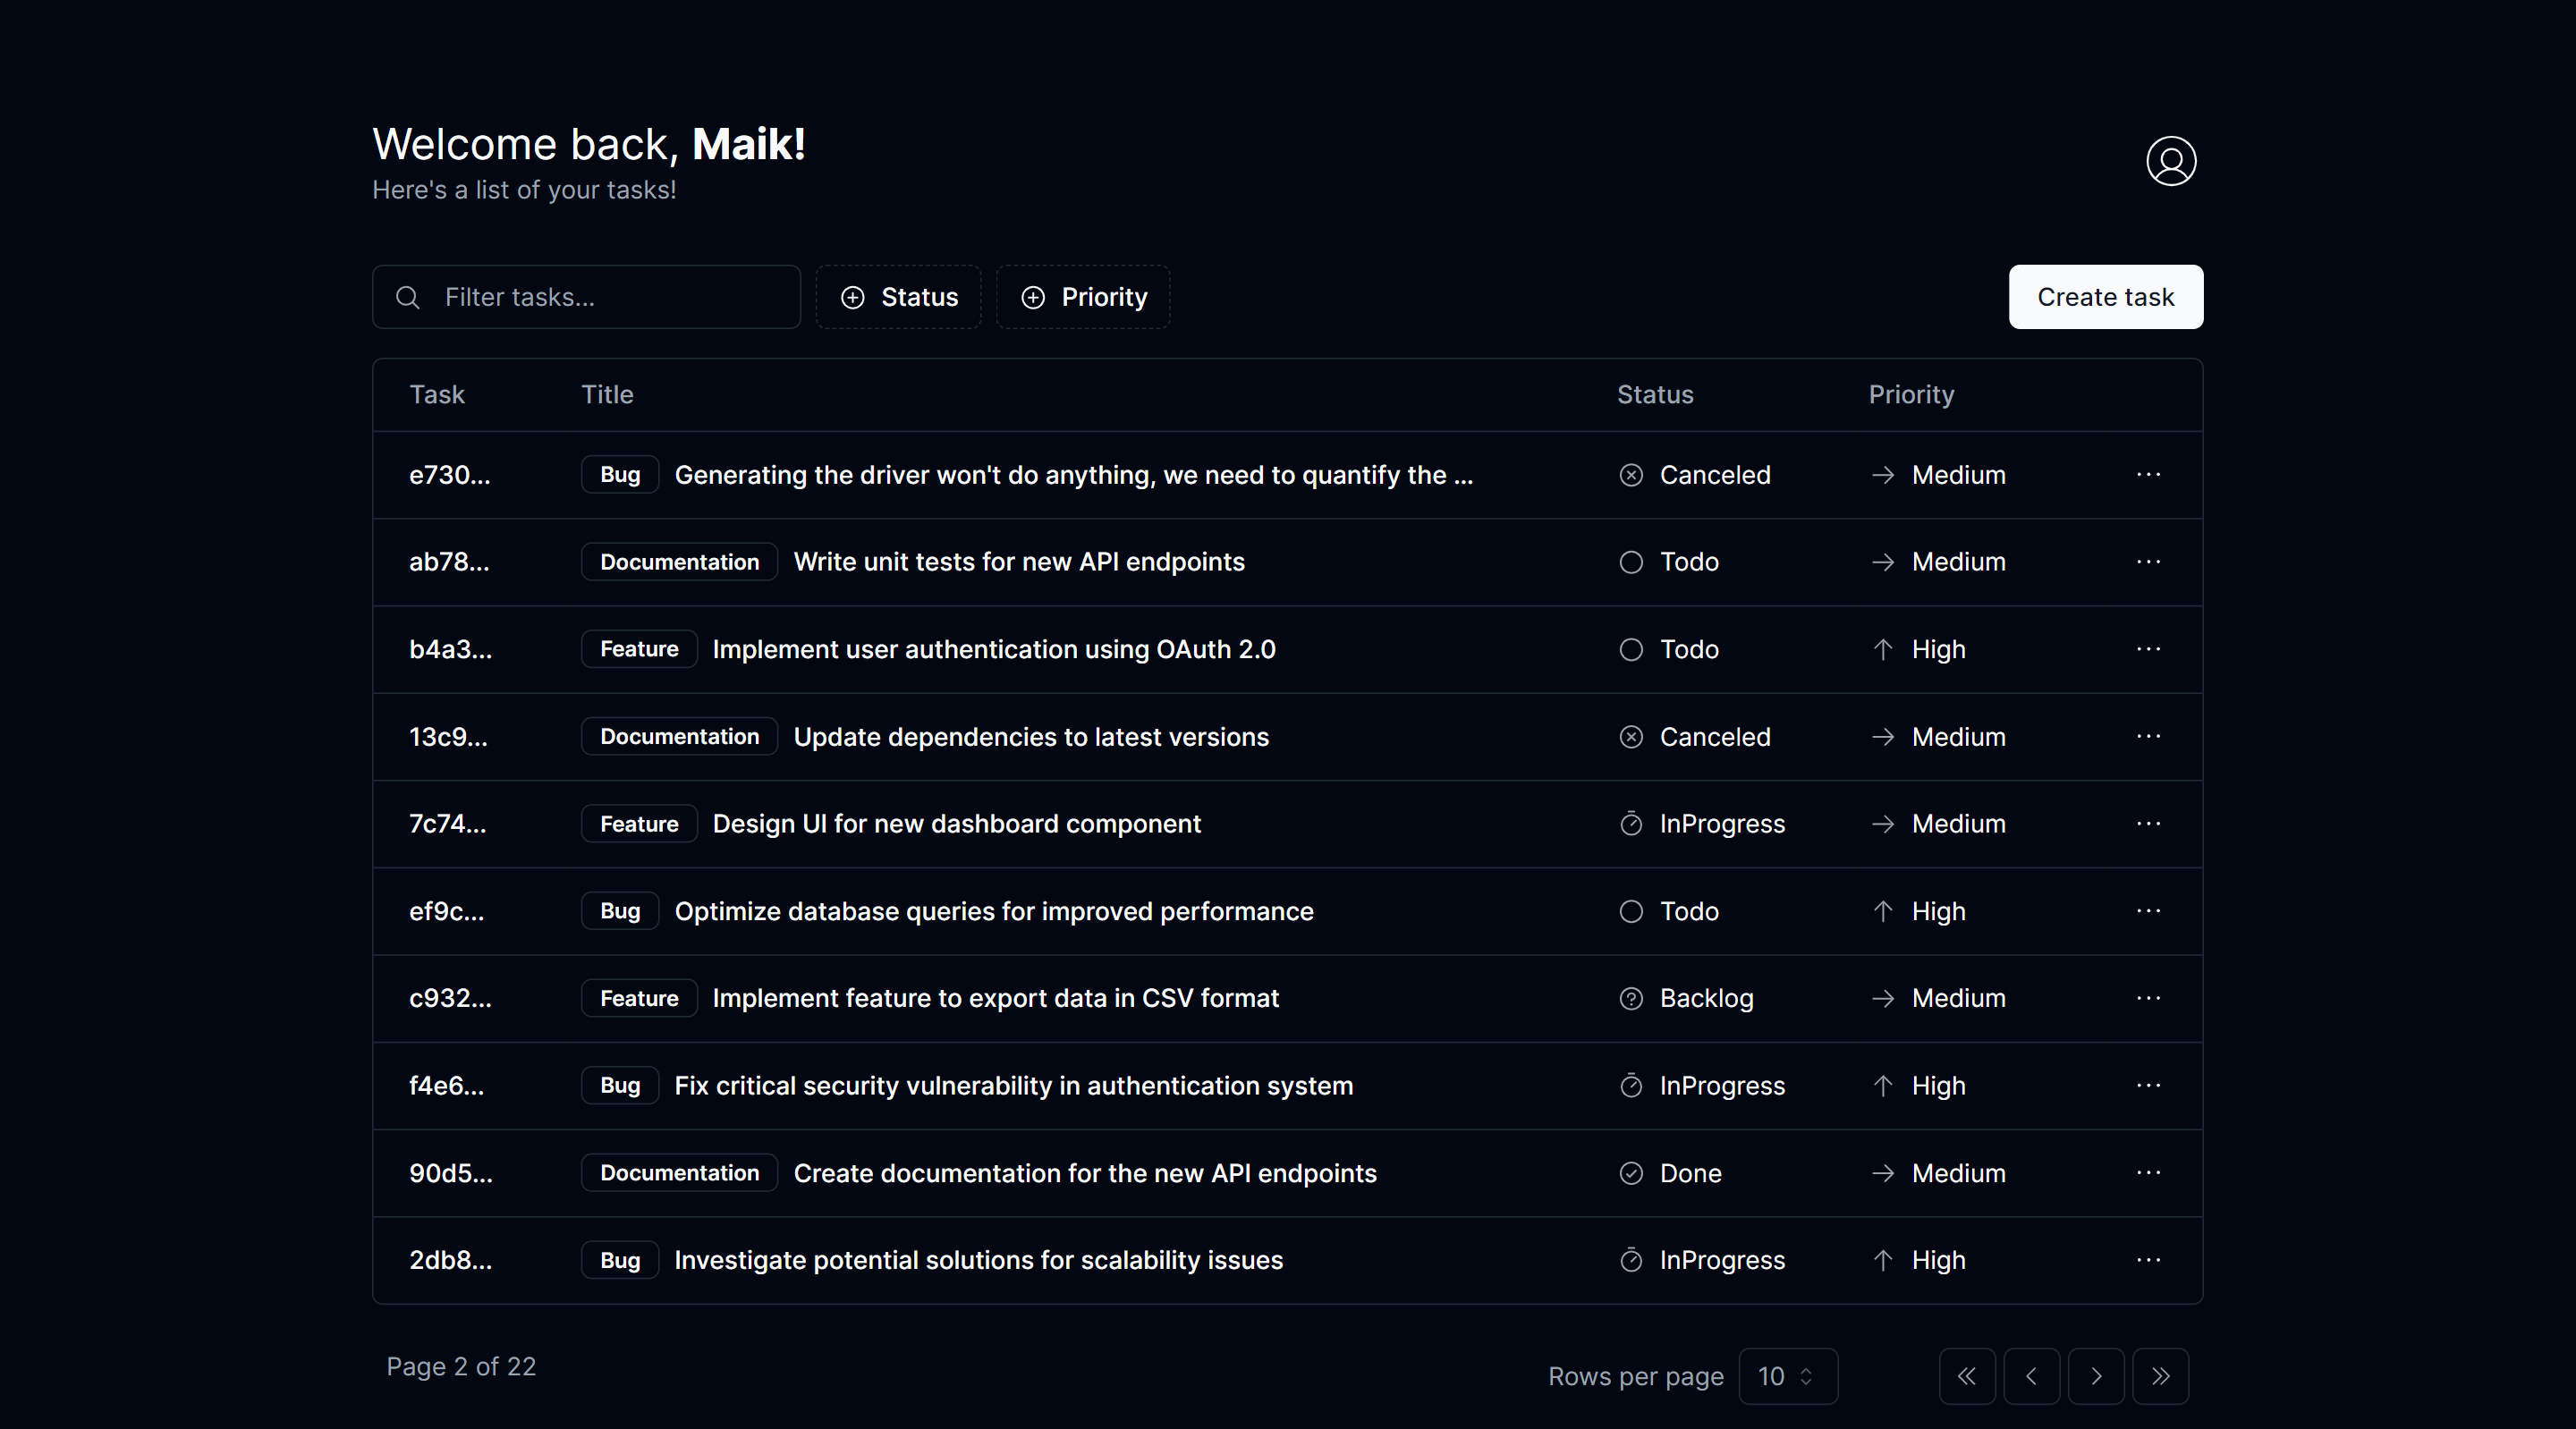 Welcome back, Maik!
Here's a list of your tasks!
Filter tasks... Status Priority Create task
Task Title Status Priority
e730... Bug Generating the driver won't do anything, we need to quantify the ... Canceled Medium
ab78... Documentation Write unit tests for new API endpoints Todo Medium
b4a3... Feature Implement user authentication using OAuth 2.0 Todo High
13c9... Documentation Update dependencies to latest versions Canceled Medium
7c74... Feature Design UI for new dashboard component InProgress Medium
ef9c... Bug Optimize database queries for improved performance Todo High
c932... Feature Implement feature to export data in CSV format Backlog Medium
f4e6... Bug Fix critical security vulnerability in authentication system InProgress High
90d5... Documentation Create documentation for the new API endpoints Done Medium
2db8... Bug Investigate potential solutions for scalability issues InProgress High
Page 2 of 22 Rows per page 10